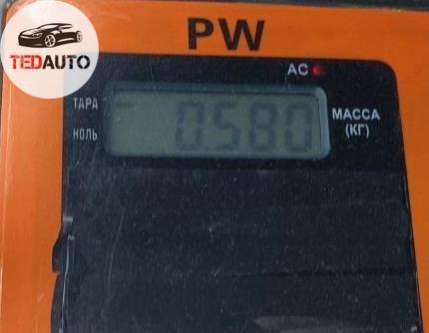 PW
TEDAUTO
AC
ТАРА
НОЛЬ
0.580
МАССА
(КГ)